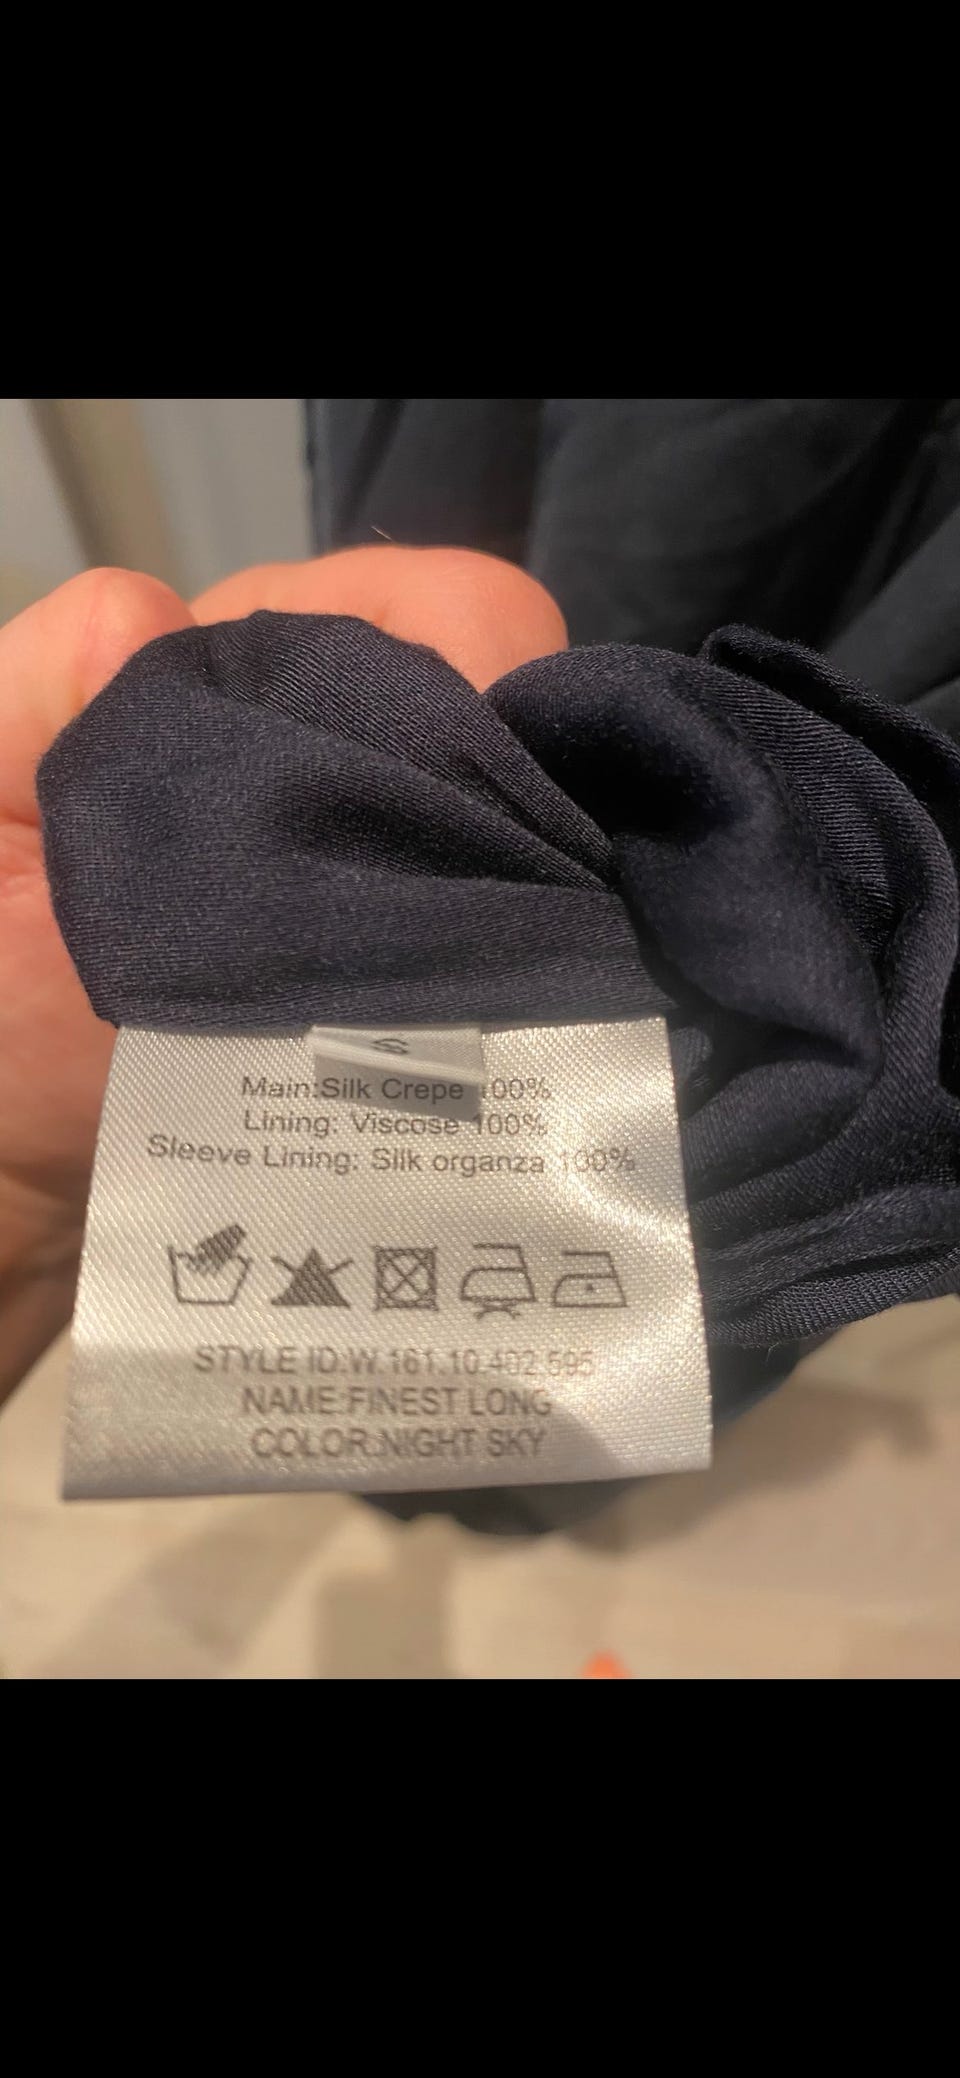 S
Main:Silk Crepe 100%
Lining: Viscose 100%
Sleeve Lining: Silk organza 100%
STYLE ID:W.161.10.402.595
NAME:FINEST LONG
COLOR:NIGHT SKY